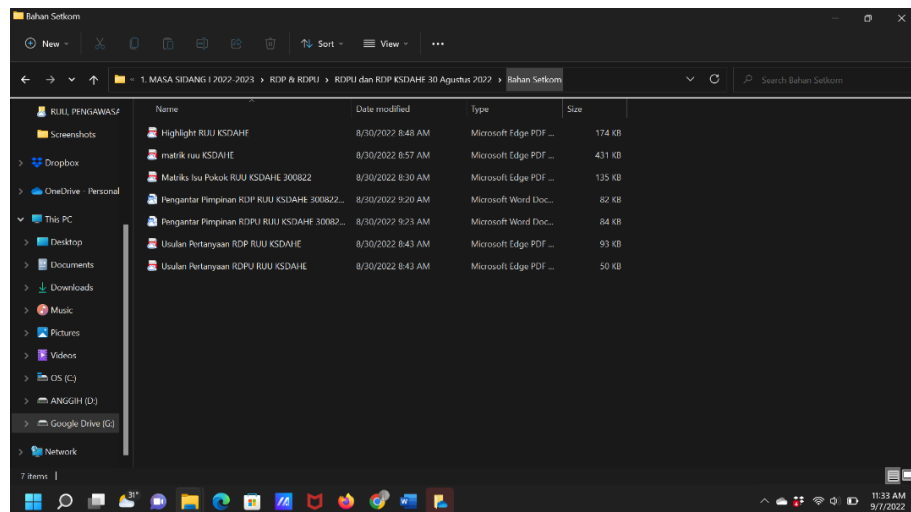 Bahan Setkom
New
Sort
View
1. MASA SIDANG I 2022-2023 > RDP & RDPU > RDPU dan RDP KSDAHE 30 Agustus 2022 > Bahan Setkom
Search Bahan Setkom
Name Date modified Type Size
RUU, PENGAWASA
Screenshots
Dropbox
OneDrive - Personal
This PC
Desktop
Documents
Downloads
Music
Pictures
Videos
OS (C:)
ANGGIH (D:)
Google Drive (G:)
Network
Highlight RUU KSDAHE 8/30/2022 8:48 AM Microsoft Edge PDF ... 174 KB
matrik ruu KSDAHE 8/30/2022 8:57 AM Microsoft Edge PDF ... 431 KB
Matriks Isu Pokok RUU KSDAHE 300822 8/30/2022 8:30 AM Microsoft Edge PDF ... 135 KB
Pengantar Pimpinan RDP RUU KSDAHE 300822... 8/30/2022 9:20 AM Microsoft Word Doc... 82 KB
Pengantar Pimpinan RDPU RUU KSDAHE 30082... 8/30/2022 9:23 AM Microsoft Word Doc... 84 KB
Usulan Pertanyaan RDP RUU KSDAHE 8/30/2022 8:43 AM Microsoft Edge PDF ... 93 KB
Usulan Pertanyaan RDPU RUU KSDAHE 8/30/2022 8:43 AM Microsoft Edge PDF ... 50 KB
7 items
31°
11:33 AM
9/7/2022